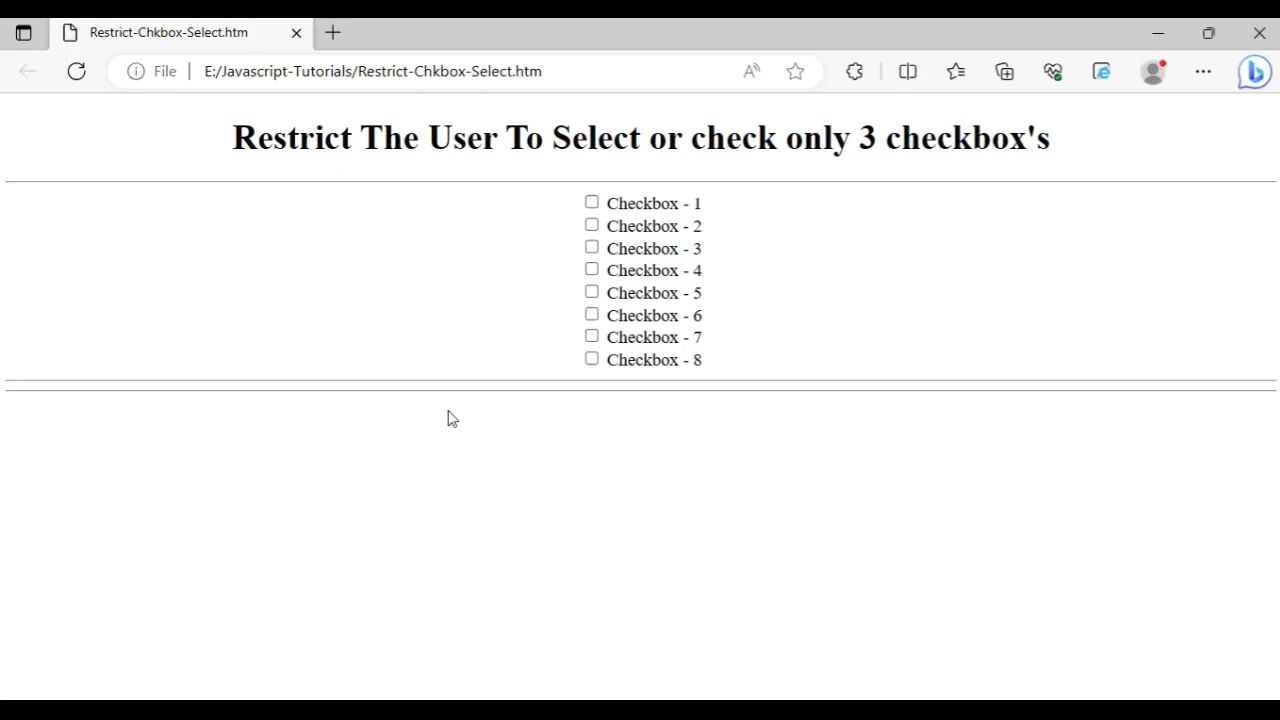 Restrict-Chkbox-Select.htm
File E:/Javascript-Tutorials/Restrict-Chkbox-Select.htm
Restrict The User To Select or check only 3 checkbox's
Checkbox - 1
Checkbox - 2
Checkbox - 3
Checkbox - 4
Checkbox - 5
Checkbox - 6
Checkbox - 7
Checkbox - 8